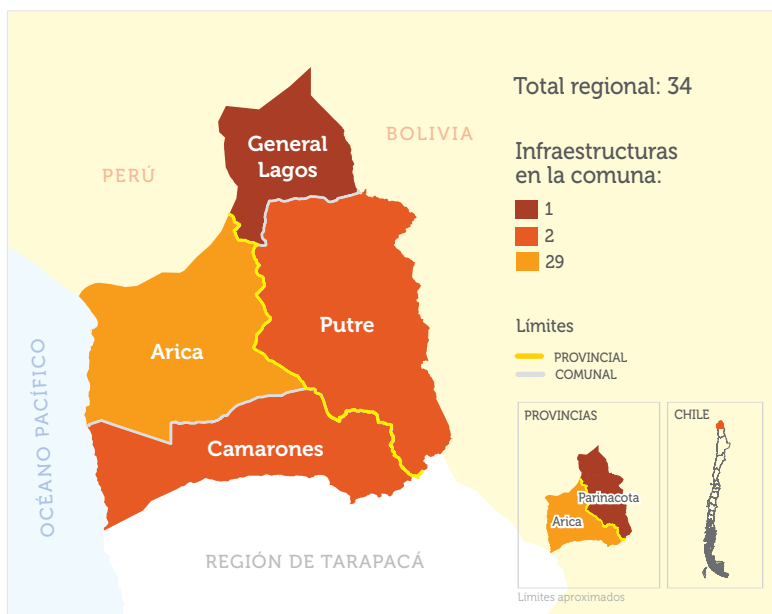 Total regional: 34
General
Lagos
BOLIVIA
PERÚ
Infraestructuras
en la comuna:
1
2
29
Putre
Arica
Límites
PROVINCIAL
COMUNAL
OCÉANO PACÍFICO
Camarones
PROVINCIAS
CHILE
Parinacota
Arica
REGIÓN DE TARAPACÁ
Límites aproximados